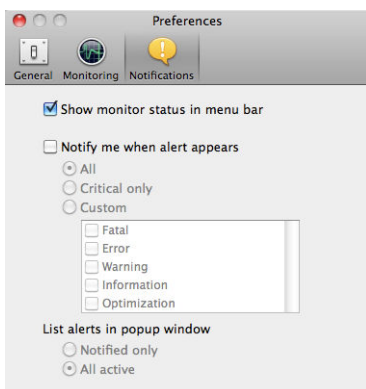 Preferences
General Monitoring Notifications
Show monitor status in menu bar
Notify me when alert appears
All
Critical only
Custom
Fatal
Error
Warning
Information
Optimization
List alerts in popup window
Notified only
All active